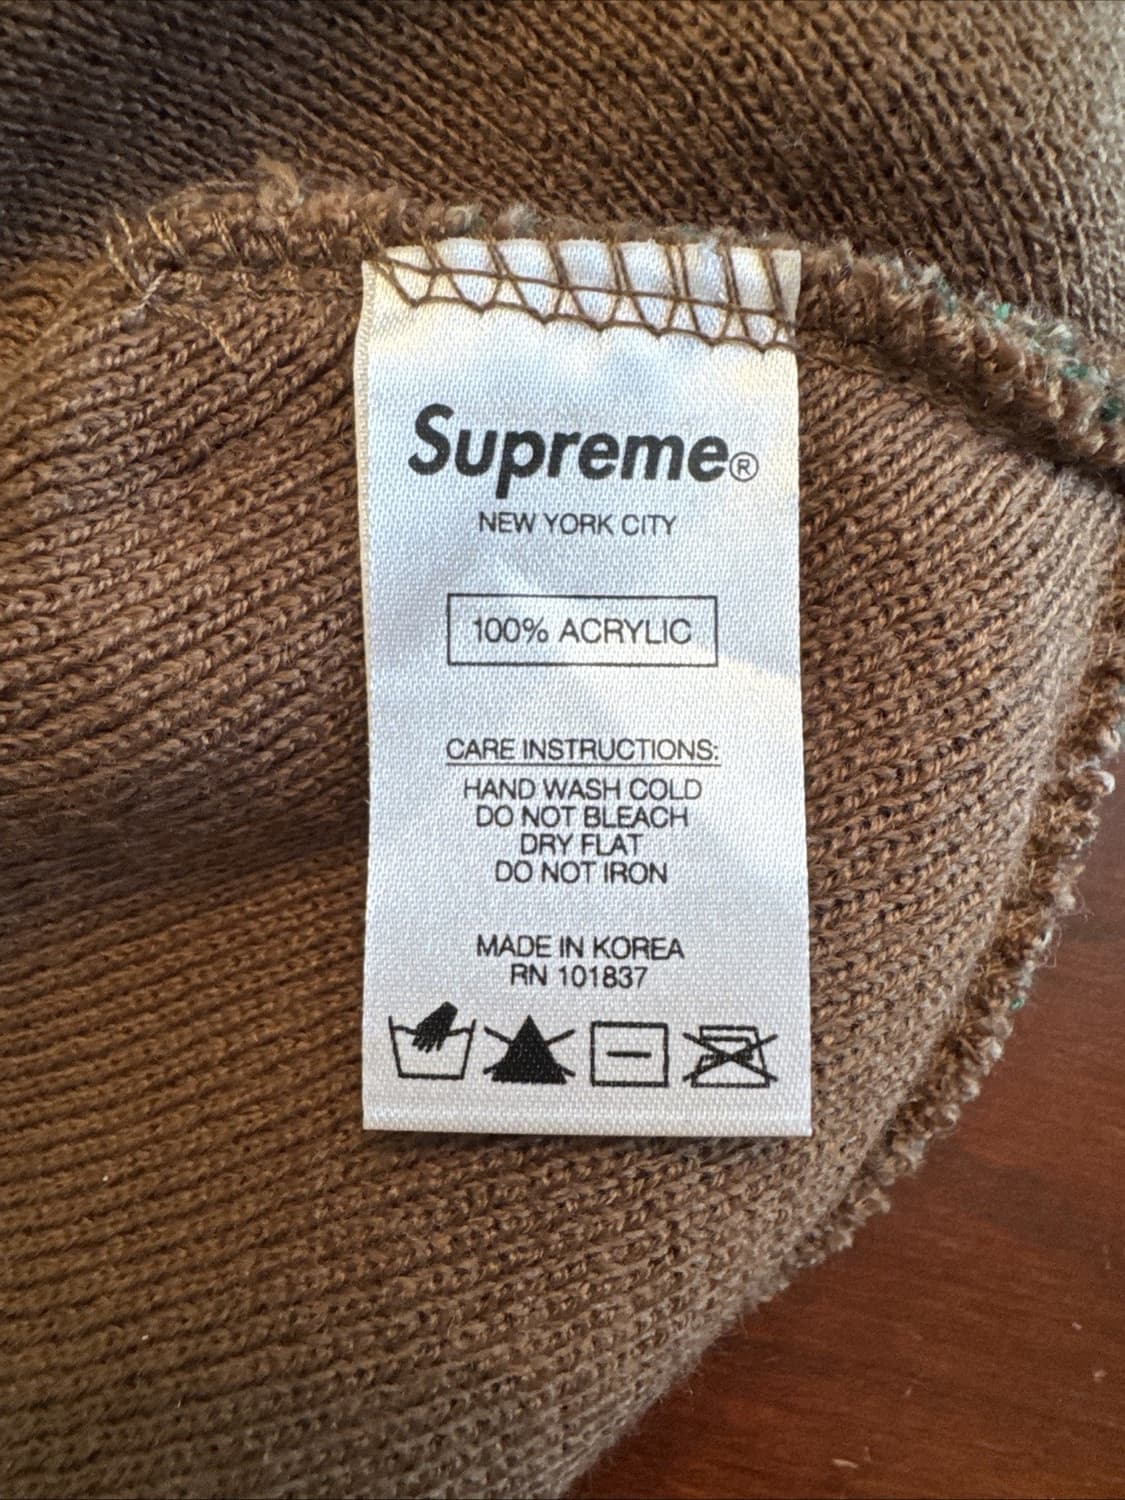 Supreme®
NEW YORK CITY
100% ACRYLIC
CARE INSTRUCTIONS:
HAND WASH COLD
DO NOT BLEACH
DRY FLAT
DO NOT IRON
MADE IN KOREA
RN 101837